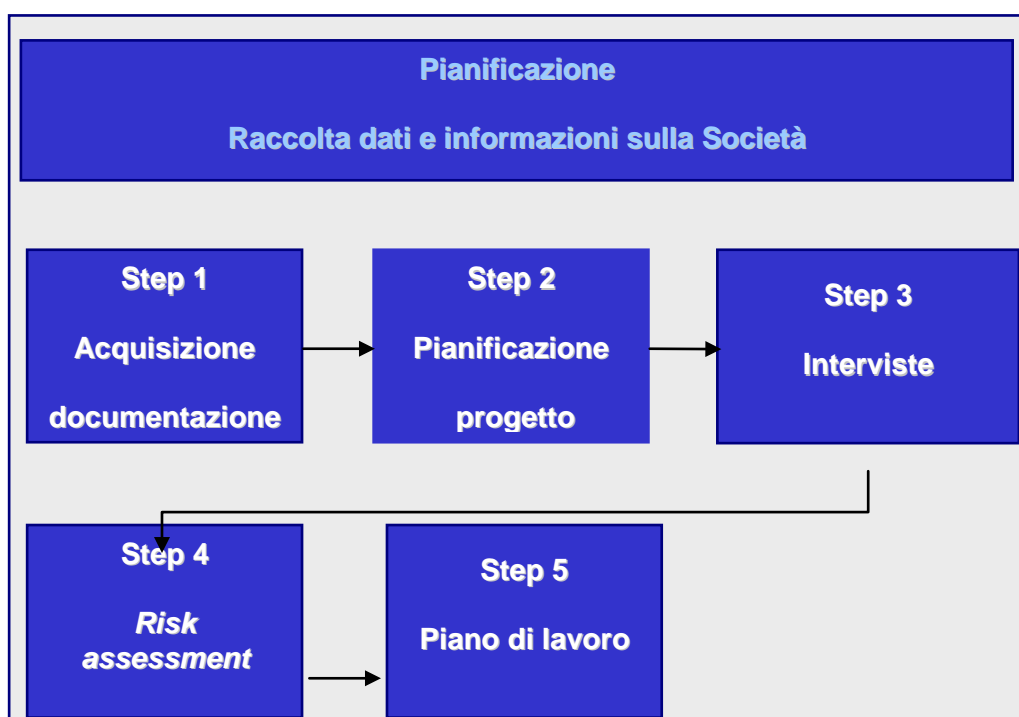 Pianificazione
Raccolta dati e informazioni sulla Società
Step 1
Acquisizione
documentazione
Step 2
Pianificazione
progetto
Step 3
Interviste
Step 4
Risk
assessment
Step 5
Piano di lavoro